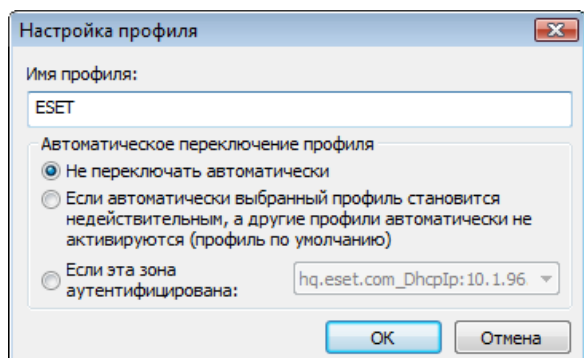 Настройка профиля
Имя профиля:
ESET
Автоматическое переключение профиля
Не переключать автоматически
Если автоматически выбранный профиль становится
недействительным, а другие профили автоматически не
активируются (профиль по умолчанию)
Если эта зона
аутентифицирована:
hq.eset.com_DhcpIp:10.1.96
ОК
Отмена